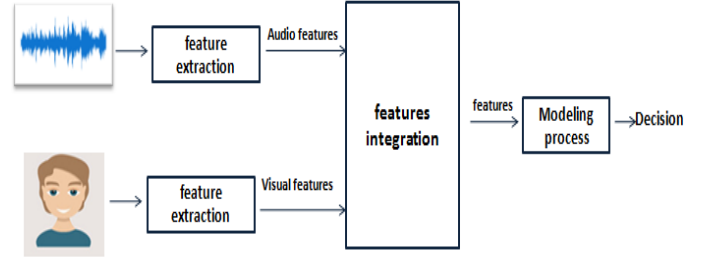 feature
extraction
Audio features
features
integration
features
Modeling
process
Decision
feature
extraction
Visual features